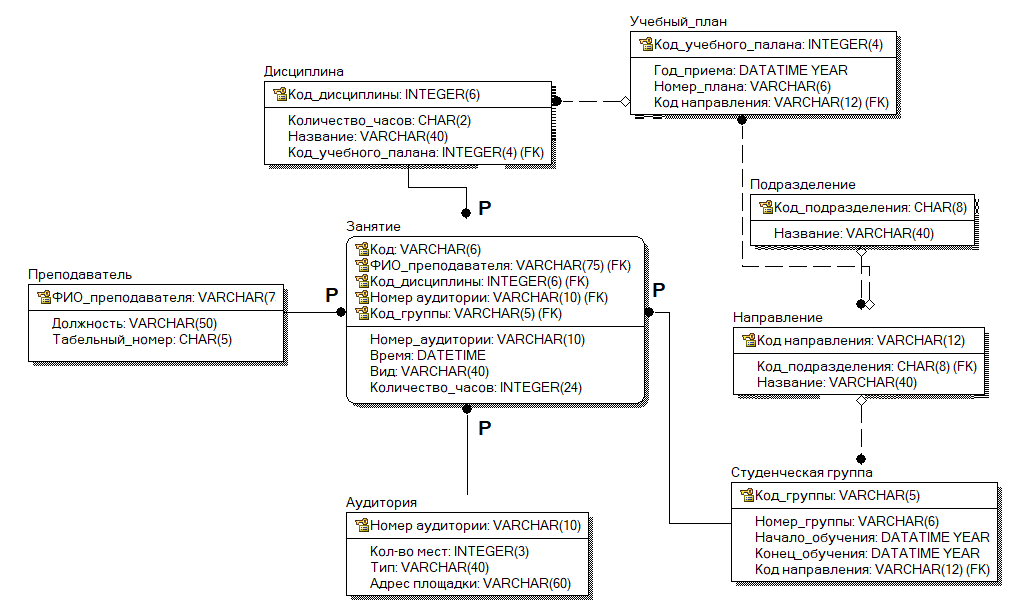 Учебный_план
Код_учебного_палана: INTEGER(4)
Год_приема: DATATIME YEAR
Номер_плана: VARCHAR(6)
Код направления: VARCHAR(12) (FK)
Дисциплина
Код_дисциплины: INTEGER(6)
Количество_часов: CHAR(2)
Название: VARCHAR(40)
Код_учебного_палана: INTEGER(4) (FK)
Подразделение
Код_подразделения: CHAR(8)
Название: VARCHAR(40)
P
Занятие
Код: VARCHAR(6)
ФИО_преподавателя: VARCHAR(75) (FK)
Код_дисциплины: INTEGER(6) (FK)
Номер аудитории: VARCHAR(10) (FK)
Код_группы: VARCHAR(5) (FK)
Номер_аудитории: VARCHAR(10)
Время: DATETIME
Вид: VARCHAR(40)
Количество_часов: INTEGER(24)
Преподаватель
ФИО_преподавателя: VARCHAR(7
Должность: VARCHAR(50)
Табельный_номер: CHAR(5)
P
P
Направление
Код направления: VARCHAR(12)
Код_подразделения: CHAR(8) (FK)
Название: VARCHAR(40)
P
Аудитория
Номер аудитории: VARCHAR(10)
Кол-во мест: INTEGER(3)
Тип: VARCHAR(40)
Адрес площадки: VARCHAR(60)
Студенческая группа
Код_группы: VARCHAR(5)
Номер_группы: VARCHAR(6)
Начало_обучения: DATATIME YEAR
Конец_обучения: DATATIME YEAR
Код направления: VARCHAR(12) (FK)